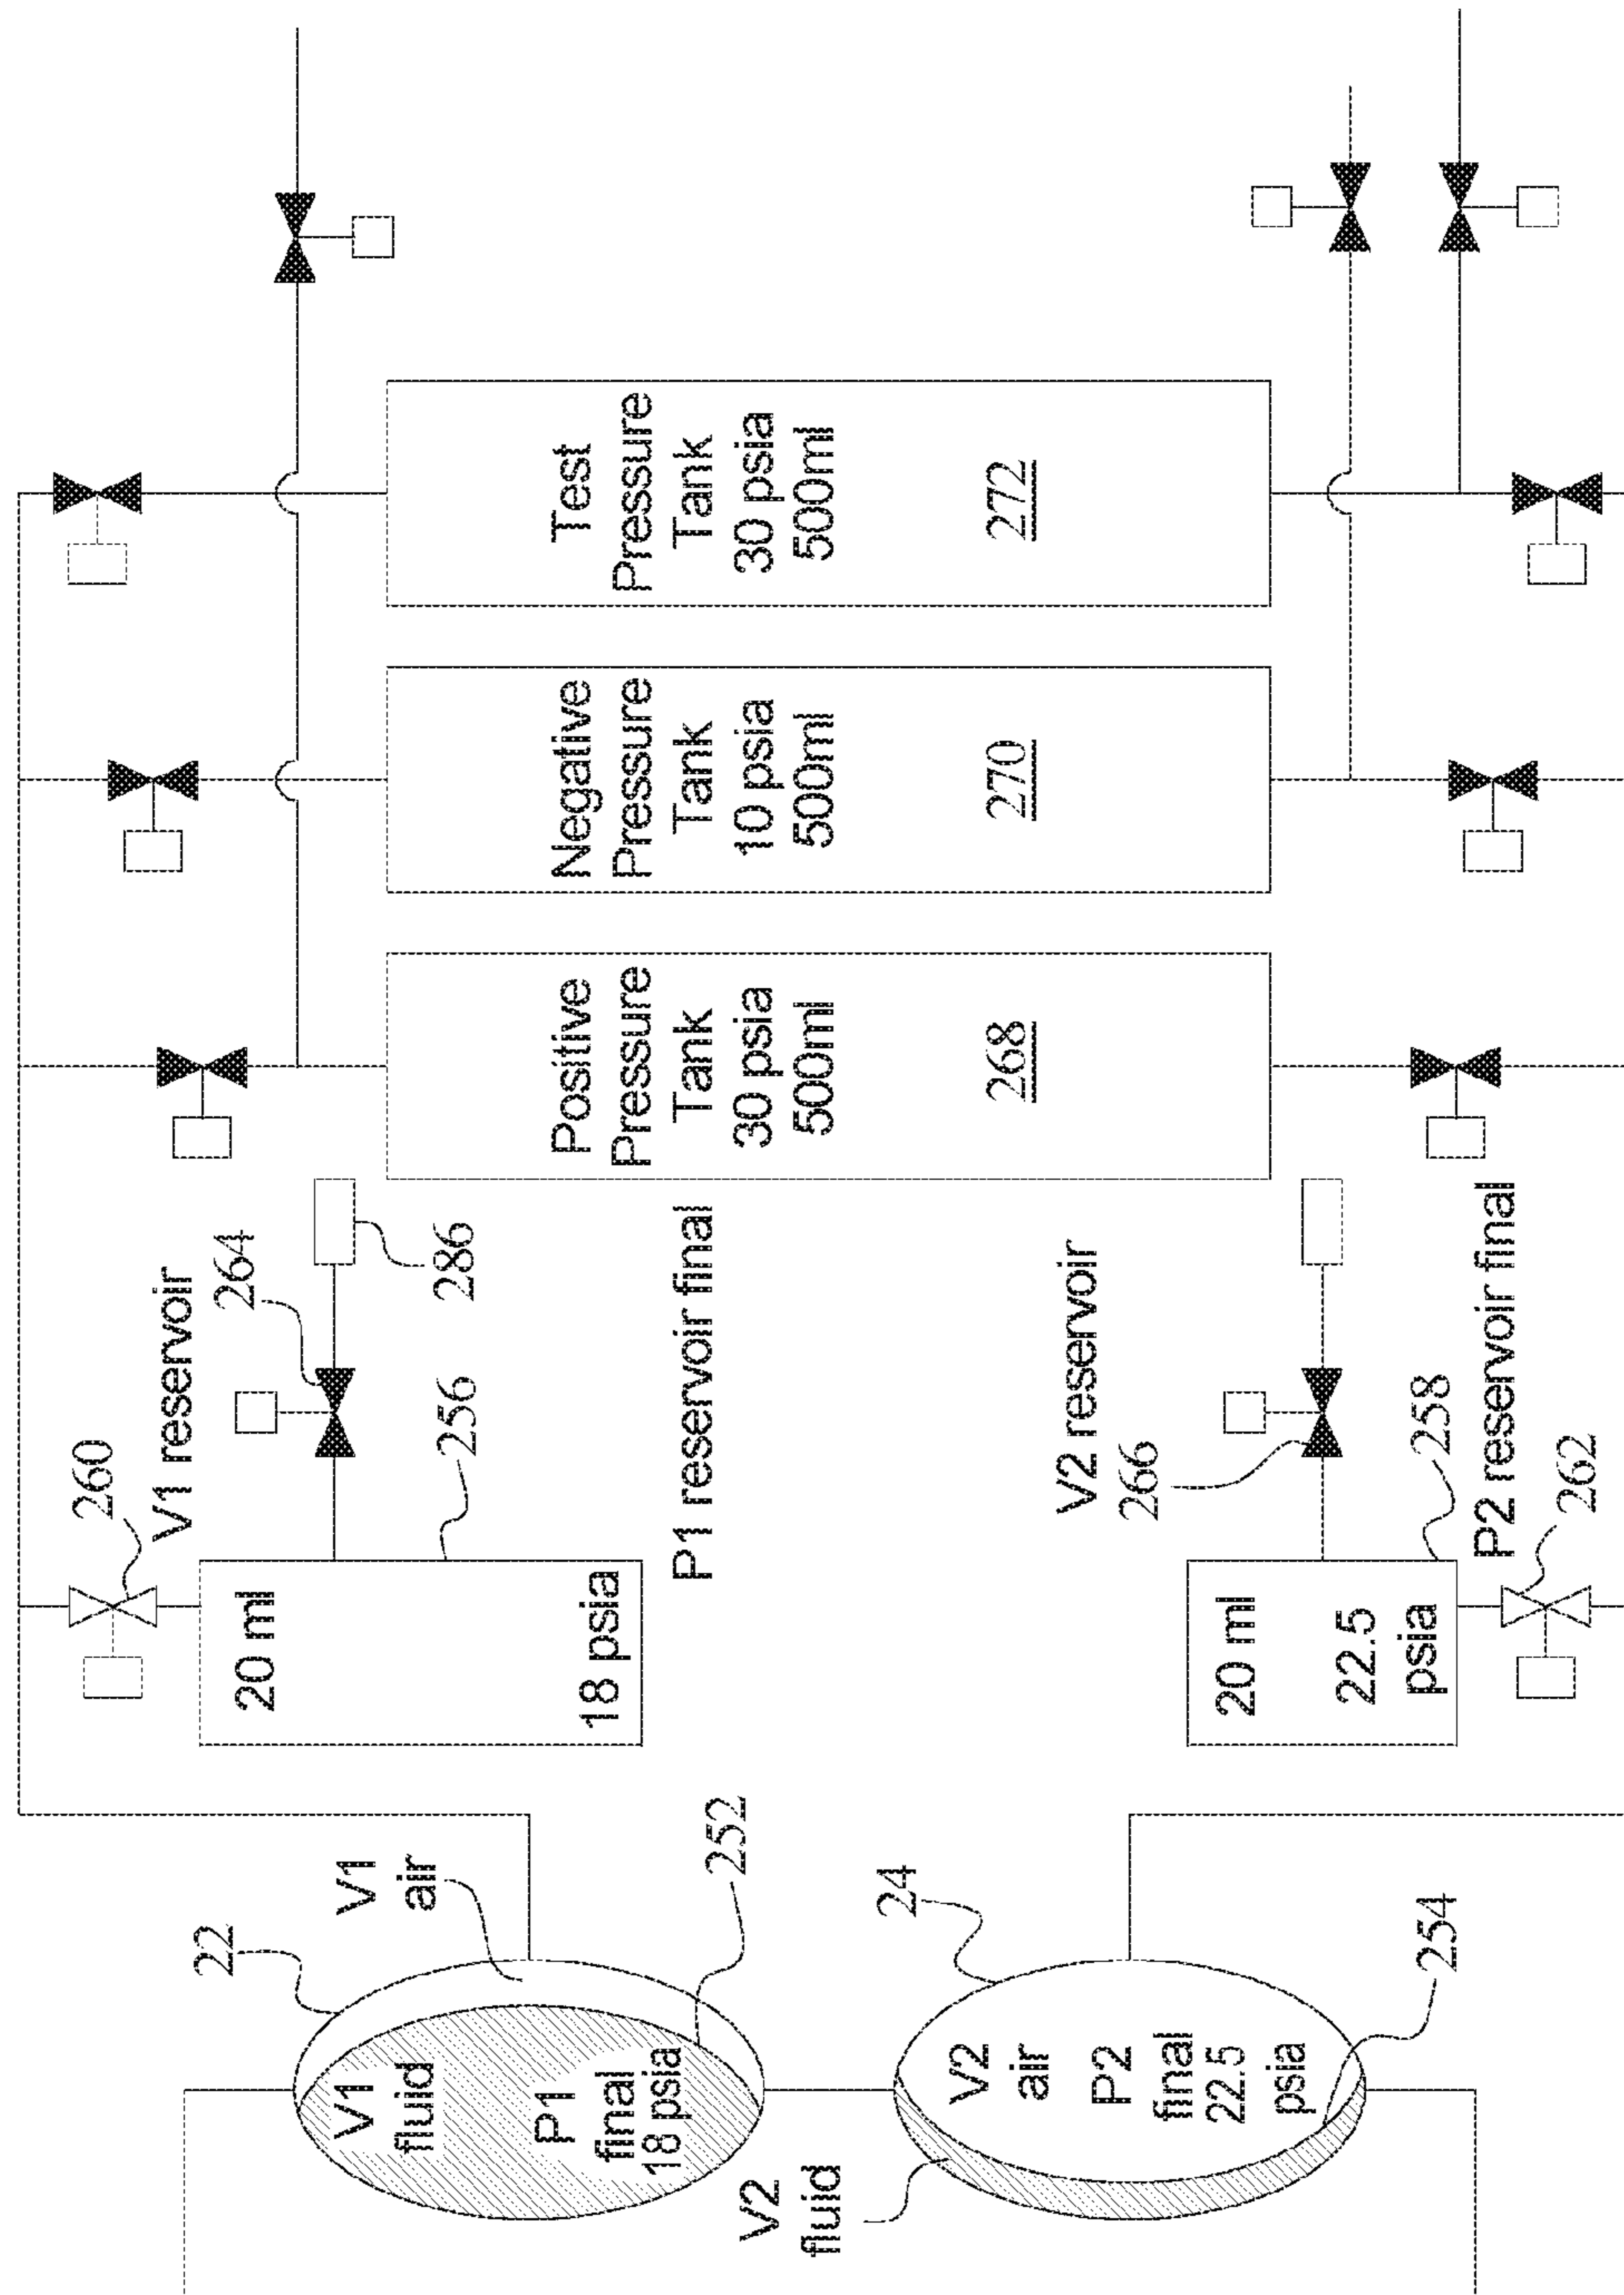 22
V1
air
V1
fluid
P1
final
18 psia
252
V2
fluid
24
V2
air
P2
final
22.5
psia
254
260
V1 reservoir
264
286
20 ml
18 psia
256
P1 reservoir final
V2 reservoir
266
20 ml
22.5
psia
258
P2 reservoir final
262
Positive
Pressure
Tank
30 psia
500ml
268
Negative
Pressure
Tank
10 psia
500ml
270
Test
Pressure
Tank
30 psia
500ml
272